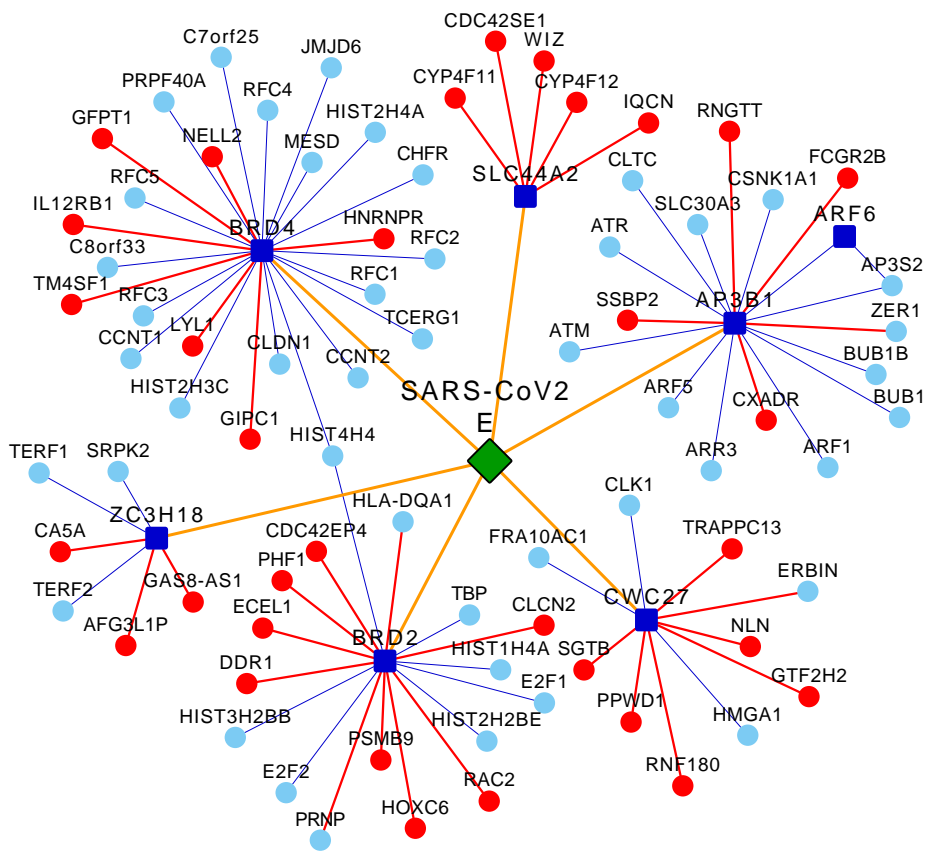 CDC42SE1
C7orf25
WIZ
JMJD6
PRPF40A
CYP4F11
CYP4F12
RFC4
IQCN
RNGTT
GFPT1
HIST2H4A
NELL2
MESD
CLTC
FCGR2B
CHFR
SLC44A2
CSNK1A1
RFC5
SLC30A3
ARF6
IL12RB1
BRD4
HNRNPR
ATR
C8orf33
RFC2
AP3S2
TM4SF1
RFC1
SSBP2
AP3B1
RFC3
ZER1
LYL1
TCERG1
ATM
CCNT1
CLDN1
CCNT2
BUB1B
HIST2H3C
SARS-CoV2
E
ARF5
CXADR
BUB1
GIPC1
HIST4H4
TERF1
SRPK2
ARR3
ARF1
CLK1
HLA-DQA1
ZC3H18
CDC42EP4
FRA10AC1
TRAPPC13
CA5A
PHF1
ERBIN
GAS8-AS1
TERF2
ECEL1
TBP
CLCN2
CWC27
AFG3L1P
BRD2
NLN
DDR1
HIST1H4A
SGTB
GTF2H2
E2F1
PPWD1
HIST3H2BB
HIST2H2BE
HMGA1
PSMB9
E2F2
RAC2
RNF180
PRNP
HOXC6